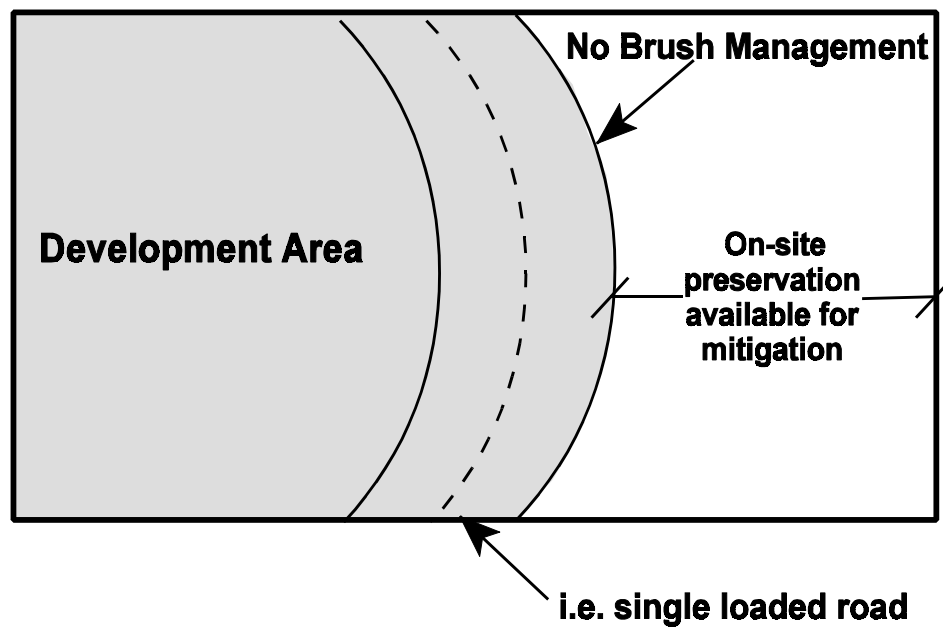 No Brush Management
Development Area
On-site
preservation
available for
mitigation
i.e. single loaded road